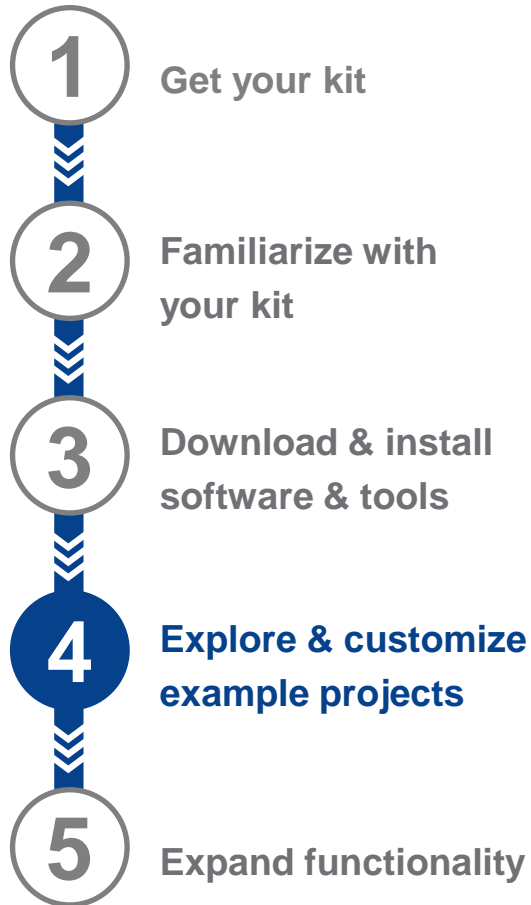 1
Get your kit
2
Familiarize with
your kit
3
Download & install
software & tools
4
Explore & customize
example projects
5
Expand functionality